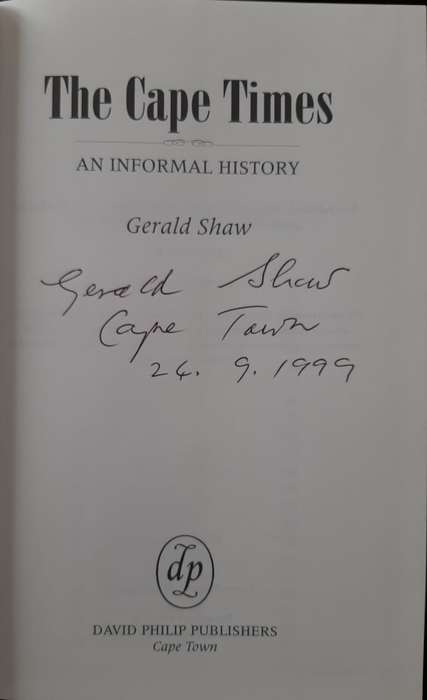 The Cape Times
AN INFORMAL HISTORY
Gerald Shaw
Gerald Shaw
Cape Town
24. 9. 1999
dp
DAVID PHILIP PUBLISHERS
Cape Town